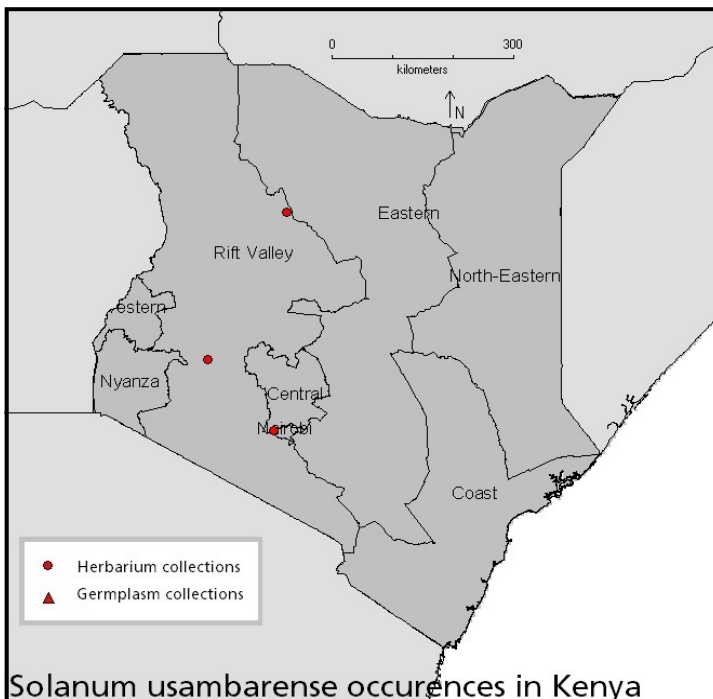 0 300
kilometers
N
Eastern
Rift Valley
North-Eastern
estern
Nyanza
Central
Nairobi
Coast
Herbarium collections
Germplasm collections
Solanum usambarense occurences in Kenya